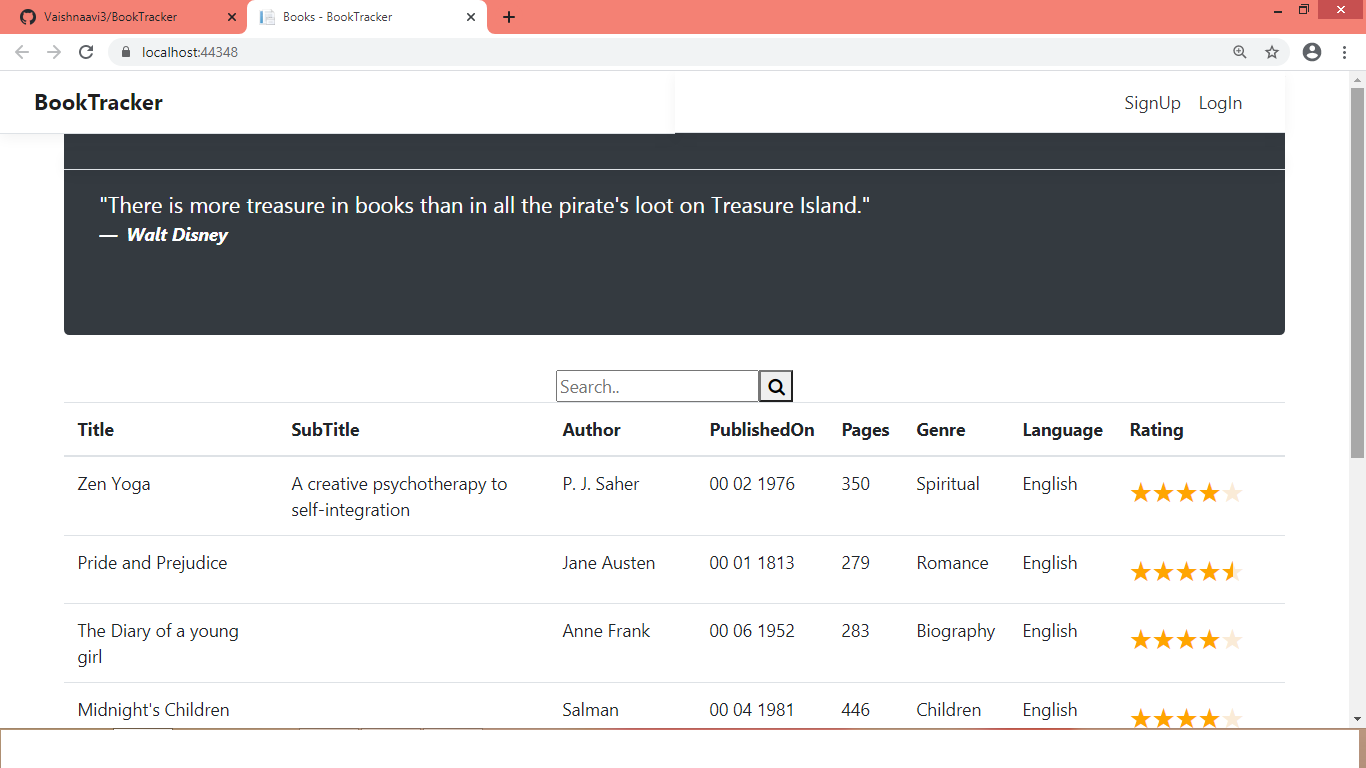 Vaishnaavi3/BookTracker
Books - BookTracker
localhost:44348
BookTracker
SignUp
LogIn
"There is more treasure in books than in all the pirate's loot on Treasure Island."
— Walt Disney
Search..
Title SubTitle Author PublishedOn Pages Genre Language Rating
Zen Yoga A creative psychotherapy to P. J. Saher 00 02 1976 350 Spiritual English
self-integration
Pride and Prejudice Jane Austen 00 01 1813 279 Romance English
The Diary of a young Anne Frank 00 06 1952 283 Biography English
girl
Midnight's Children Salman 00 04 1981 446 Children English